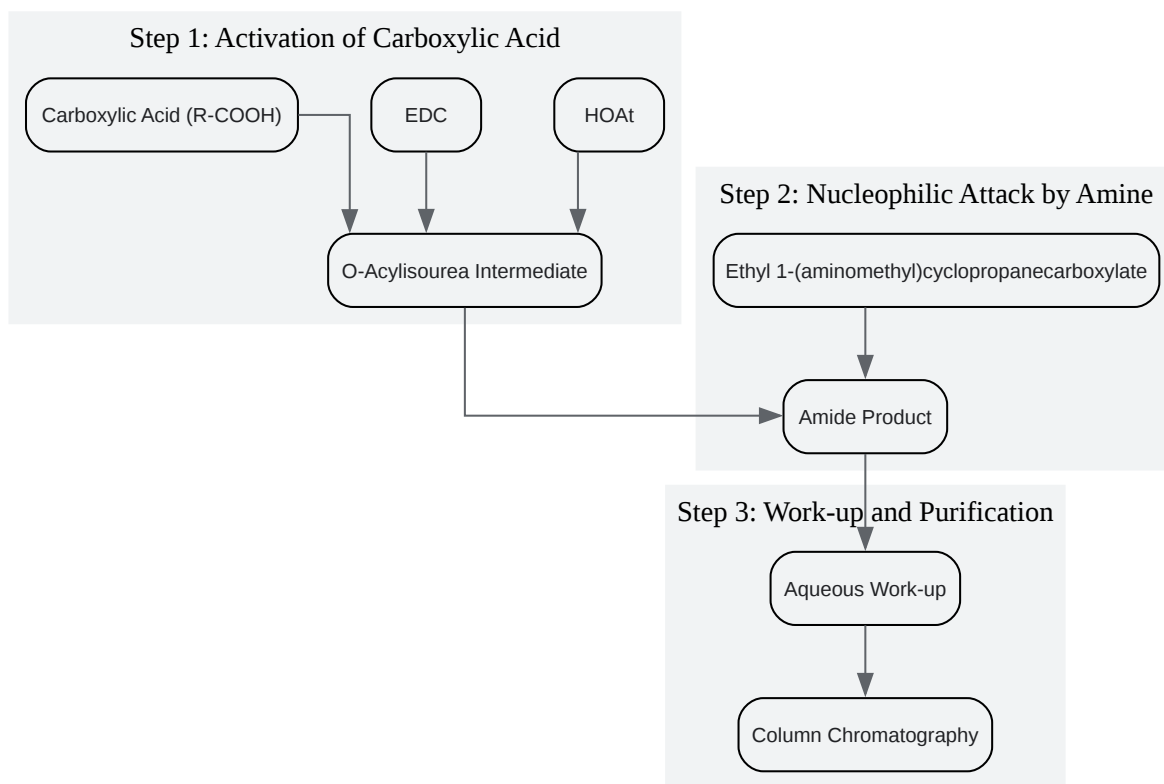 Step 1: Activation of Carboxylic Acid
Carboxylic Acid (R-COOH)
EDC
HOAt
O-Acylisourea Intermediate
Step 2: Nucleophilic Attack by Amine
Ethyl 1-(aminomethyl)cyclopropanecarboxylate
Amide Product
Step 3: Work-up and Purification
Aqueous Work-up
Column Chromatography